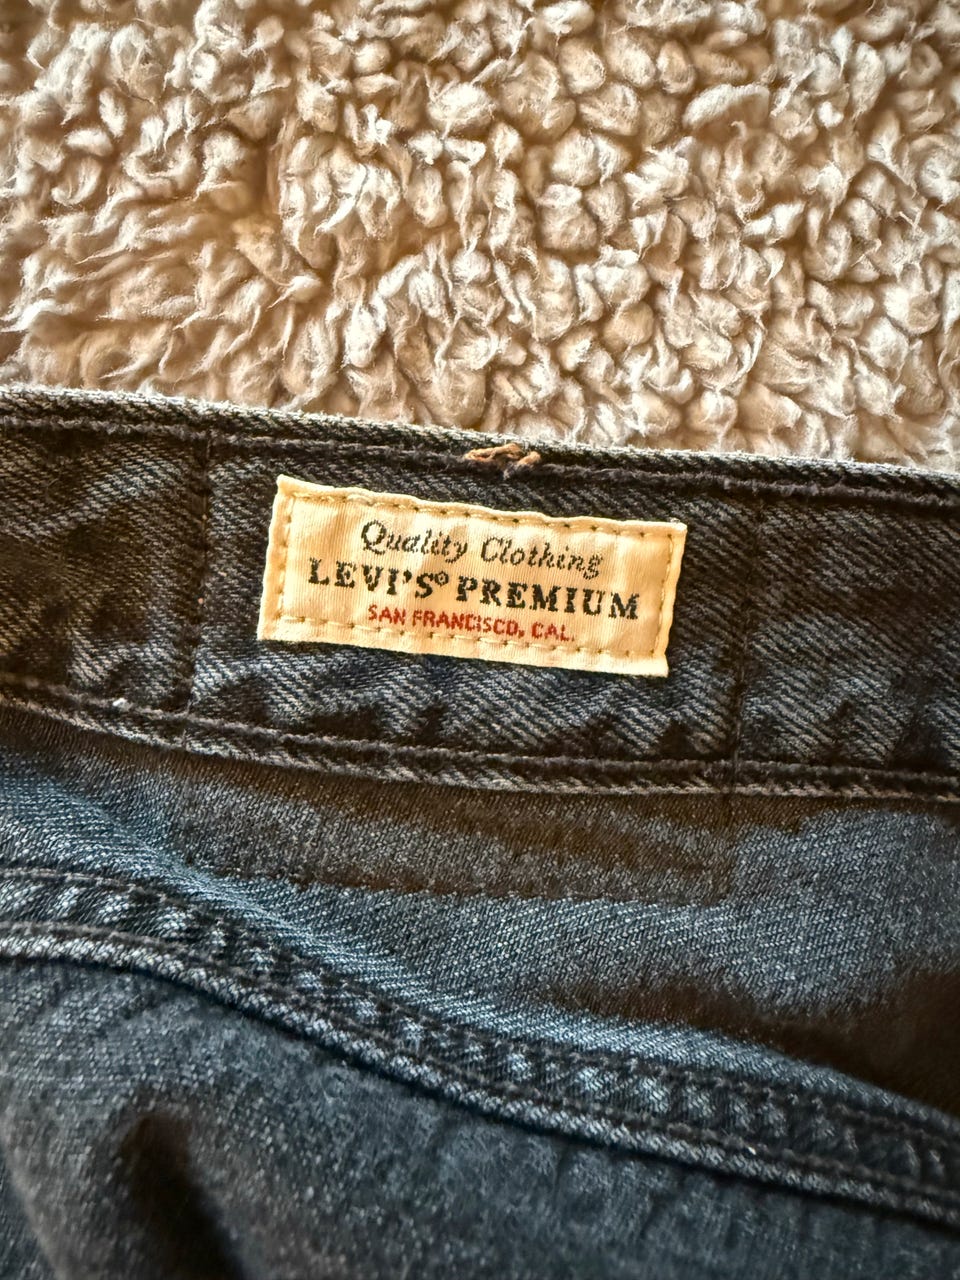 Quality Clothing
LEVI'S® PREMIUM
SAN FRANCISCO, CAL.